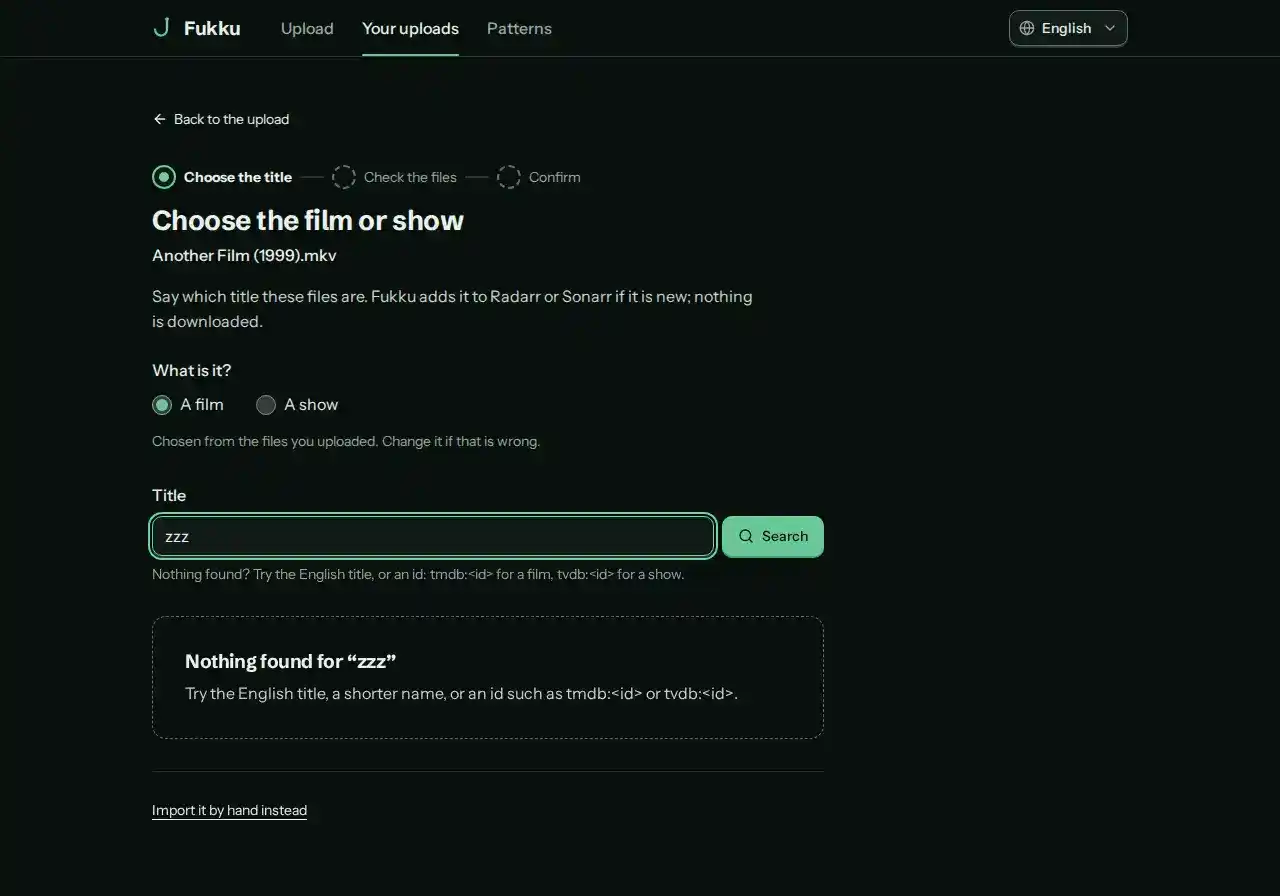 Fukku
Upload
Your uploads
Patterns
English
Back to the upload
Choose the title
Check the files
Confirm
Choose the film or show
Another Film (1999).mkv
Say which title these files are. Fukku adds it to Radarr or Sonarr if it is new; nothing
is downloaded.
What is it?
A film
A show
Chosen from the files you uploaded. Change it if that is wrong.
Title
zzz
Search
Nothing found? Try the English title, or an id: tmdb:<id> for a film, tvdb:<id> for a show.
Nothing found for “zzz”
Try the English title, a shorter name, or an id such as tmdb:<id> or tvdb:<id>.
Import it by hand instead